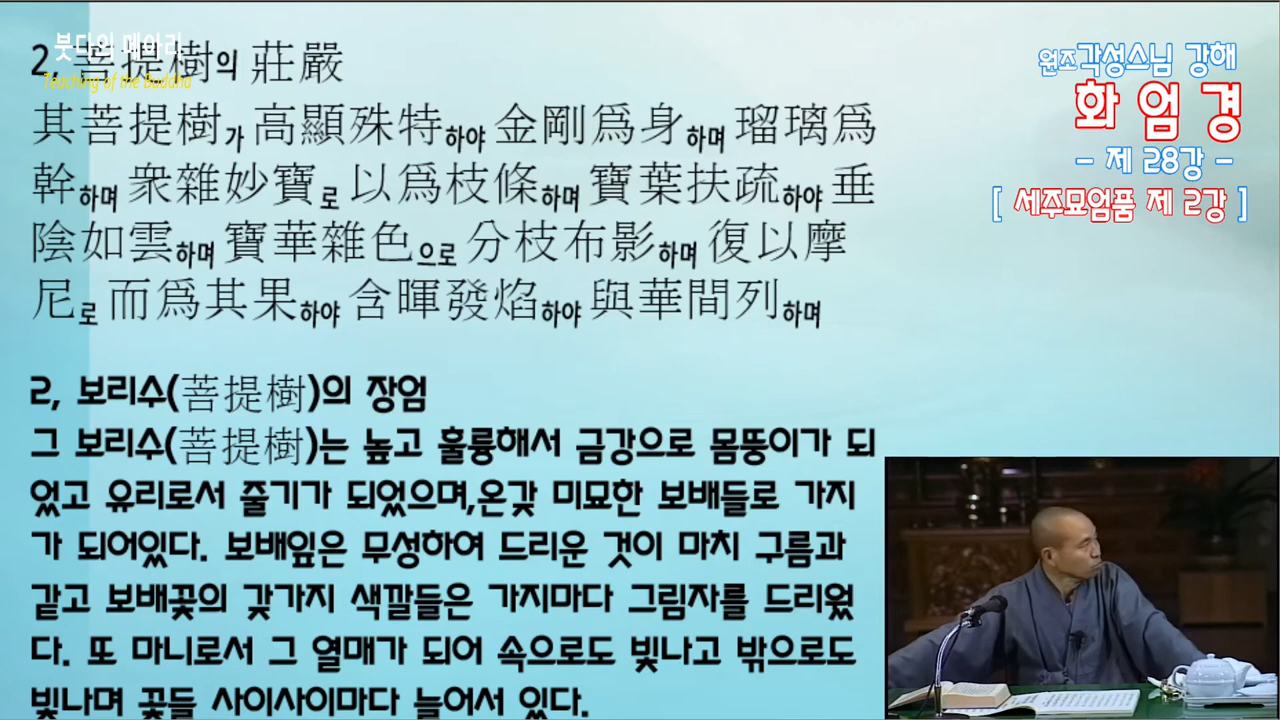 붓다의 메아리
Teaching of the Buddha
2, 菩提樹의 莊嚴
其菩提樹가 高顯殊特하야 金剛爲身하며 瑠璃爲
幹하며 衆雜妙寶로 以爲枝條하며 寶葉扶疏하야 垂
陰如雲하며 寶華雜色으로 分枝布影하며 復以摩
尼로 而爲其果하야 含暉發焰하야 與華間列하며
2, 보리수(菩提樹)의 장엄
그 보리수(菩提樹)는 높고 훌륭해서 금강으로 몸뚱이가 되
었고 유리로서 줄기가 되었으며,온갖 미묘한 보배들로 가지
가 되어있다. 보배잎은 무성하여 드리운 것이 마치 구름과
같고 보배꽃의 갖가지 색깔들은 가지마다 그림자를 드리웠
다. 또 마니로서 그 열매가 되어 속으로도 빛나고 밖으로도
빛나며 꽃들 사이사이마다 늘어서 있다.
원조각성스님 강해
화 엄 경
- 제 28강 -
[ 세주묘엄품 제 2강 ]